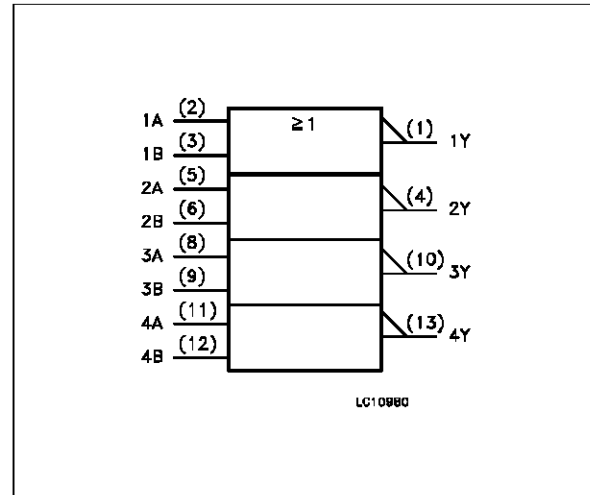 1A (2)
≥1
(1) 1Y
1B (3)
2A (5)
(4) 2Y
2B (6)
3A (8)
(10) 3Y
3B (9)
4A (11)
(13) 4Y
4B (12)
LC10980